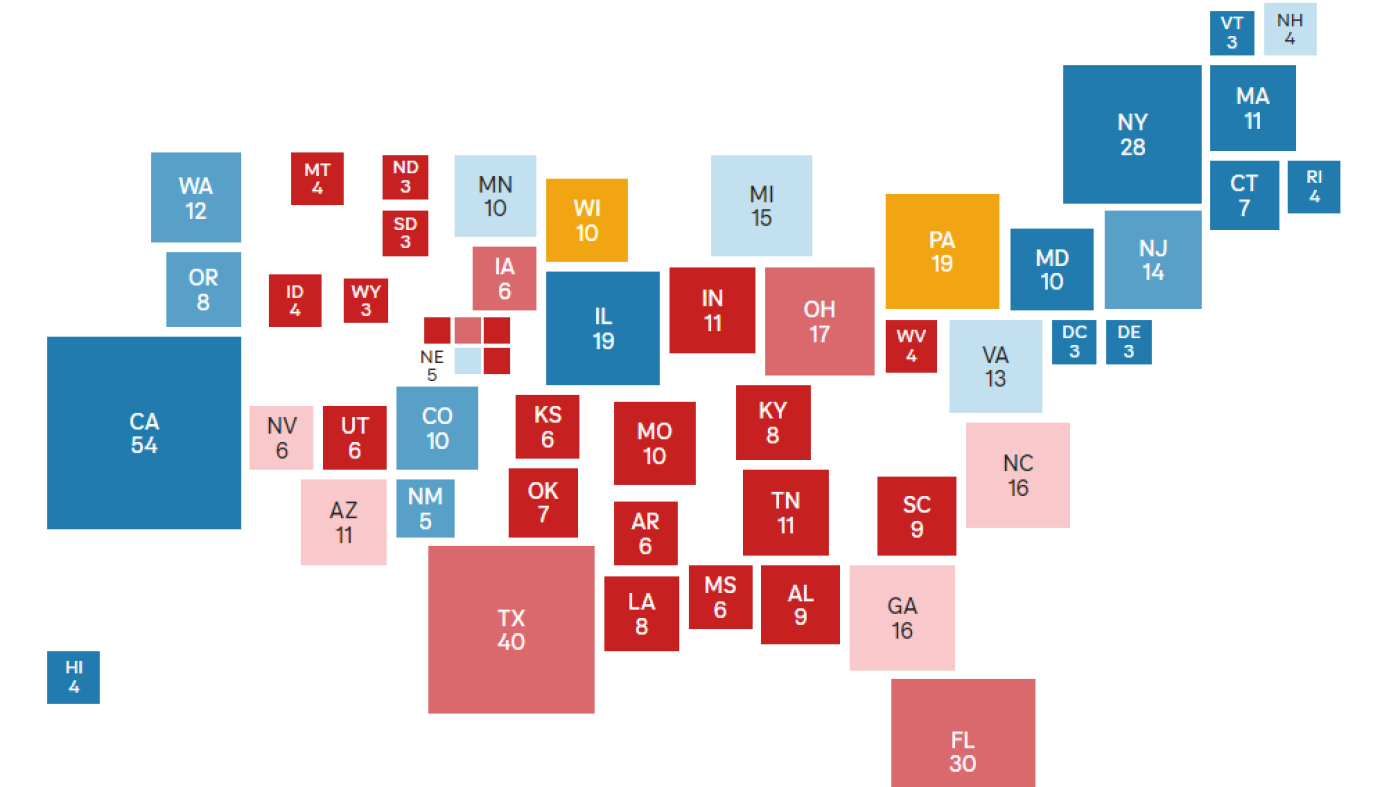 VT
3
NH
4
NY
28
MA
11
WA
12
MT
4
ND
3
MN
10
WI
10
MI
15
CT
7
RI
4
SD
3
PA
19
MD
10
NJ
14
OR
8
ID
4
WY
3
IA
6
IL
19
IN
11
OH
17
WV
4
VA
13
DC
3
DE
3
NE
5
CA
54
NV
6
UT
6
CO
10
KS
6
MO
10
KY
8
NC
16
AZ
11
NM
5
OK
7
AR
6
TN
11
SC
9
TX
40
LA
8
MS
6
AL
9
GA
16
HI
4
FL
30